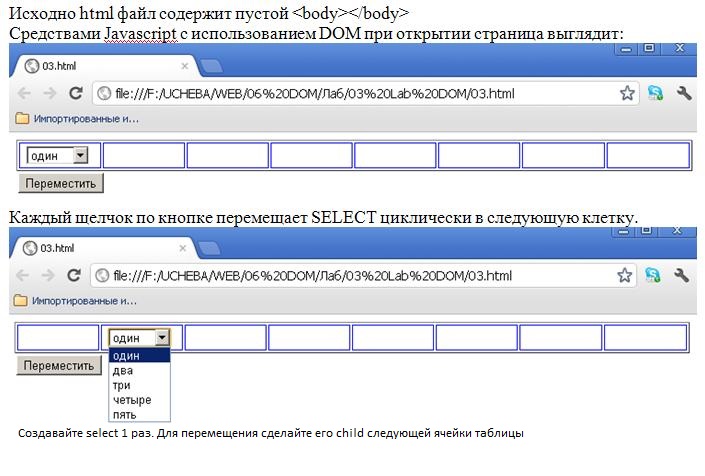 Исходно html файл содержит пустой <body></body>
Средствами Javascript с использованием DOM при открытии страница выглядит:
03.html
file:///F:/UCHEBA/WEB/06%20DOM/Лаб/03%20Lab%20DOM/03.html
Импортированные и...
один
Переместить
Каждый щелчок по кнопке перемещает SELECT циклически в следующую клетку.
03.html
file:///F:/UCHEBA/WEB/06%20DOM/Лаб/03%20Lab%20DOM/03.html
Импортированные и...
один
Переместить
один
два
три
четыре
пять
Создавайте select 1 раз. Для перемещения сделайте его child следующей ячейки таблицы